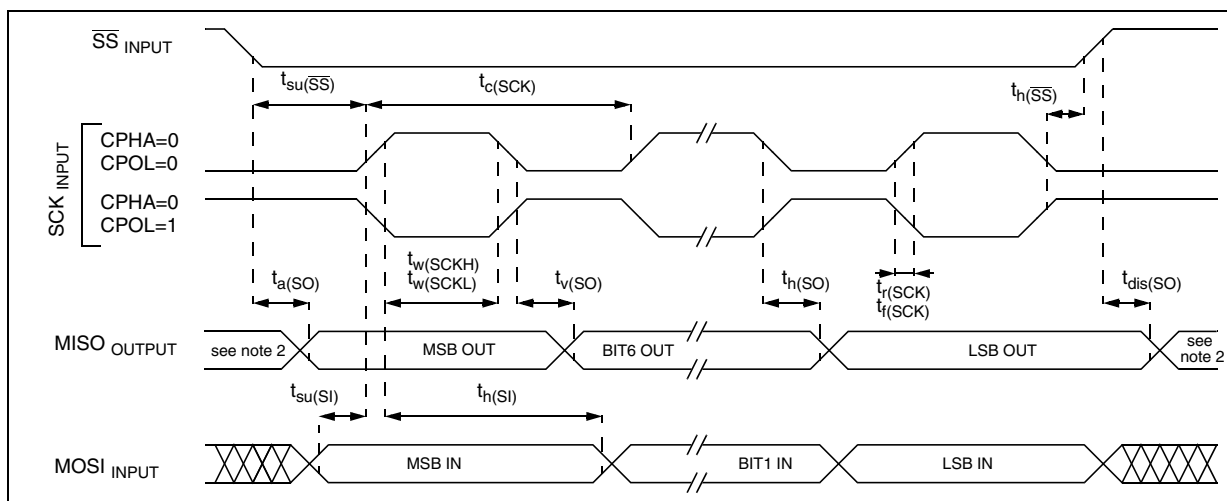 SS INPUT
tsu(SS)
tc(SCK)
th(SS)
SCK INPUT
CPHA=0
CPOL=0
CPHA=0
CPOL=1
ta(SO)
tw(SCKH)
tw(SCKL)
tv(SO)
th(SO)
tr(SCK)
tf(SCK)
tdis(SO)
MISO OUTPUT
see note 2
MSB OUT
BIT6 OUT
LSB OUT
see
note 2
tsu(SI)
th(SI)
MOSI INPUT
MSB IN
BIT1 IN
LSB IN